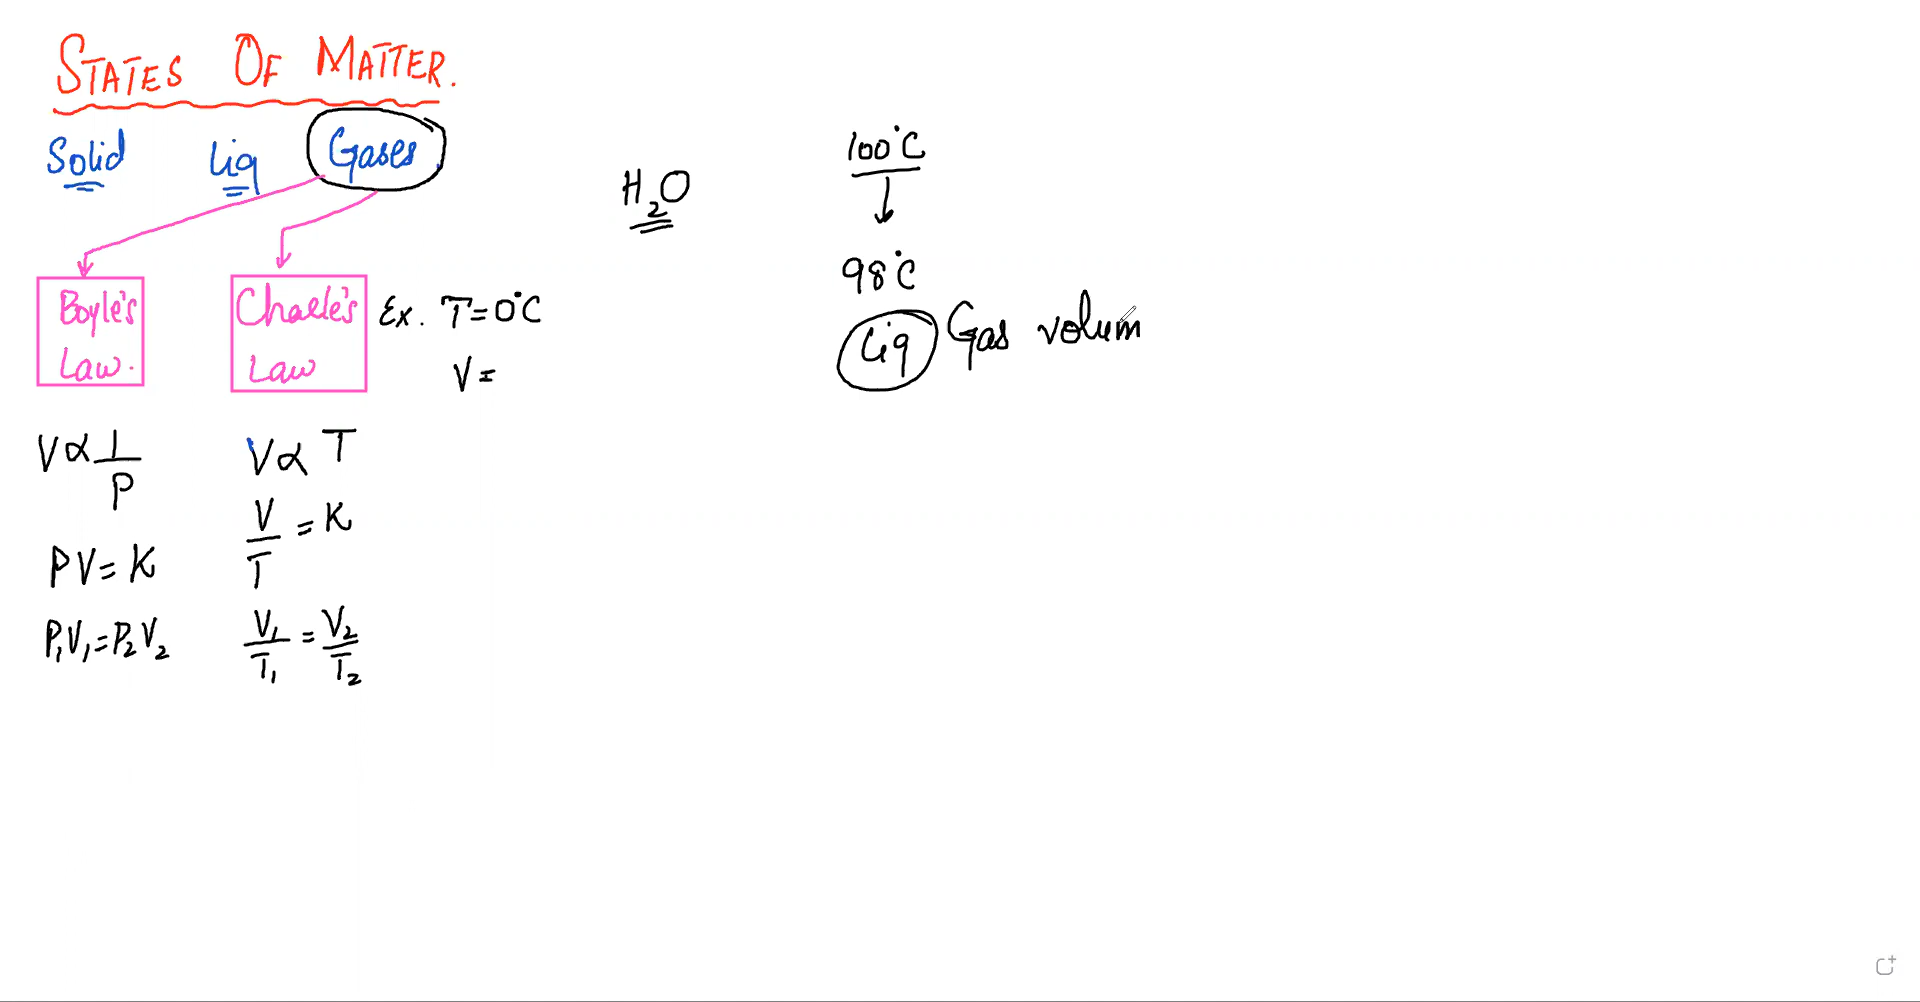 STATES OF MATTER.
Solid Liq Gases
Boyle's Law.
Charle's Law
Ex. T=0°C
V=
V∝1/P
PV=K
P₁V₁=P₂V₂
V∝T
V/T=K
V₁/T₁=V₂/T₂
H₂O
100°C
↓
98°C
Liq Gas volum